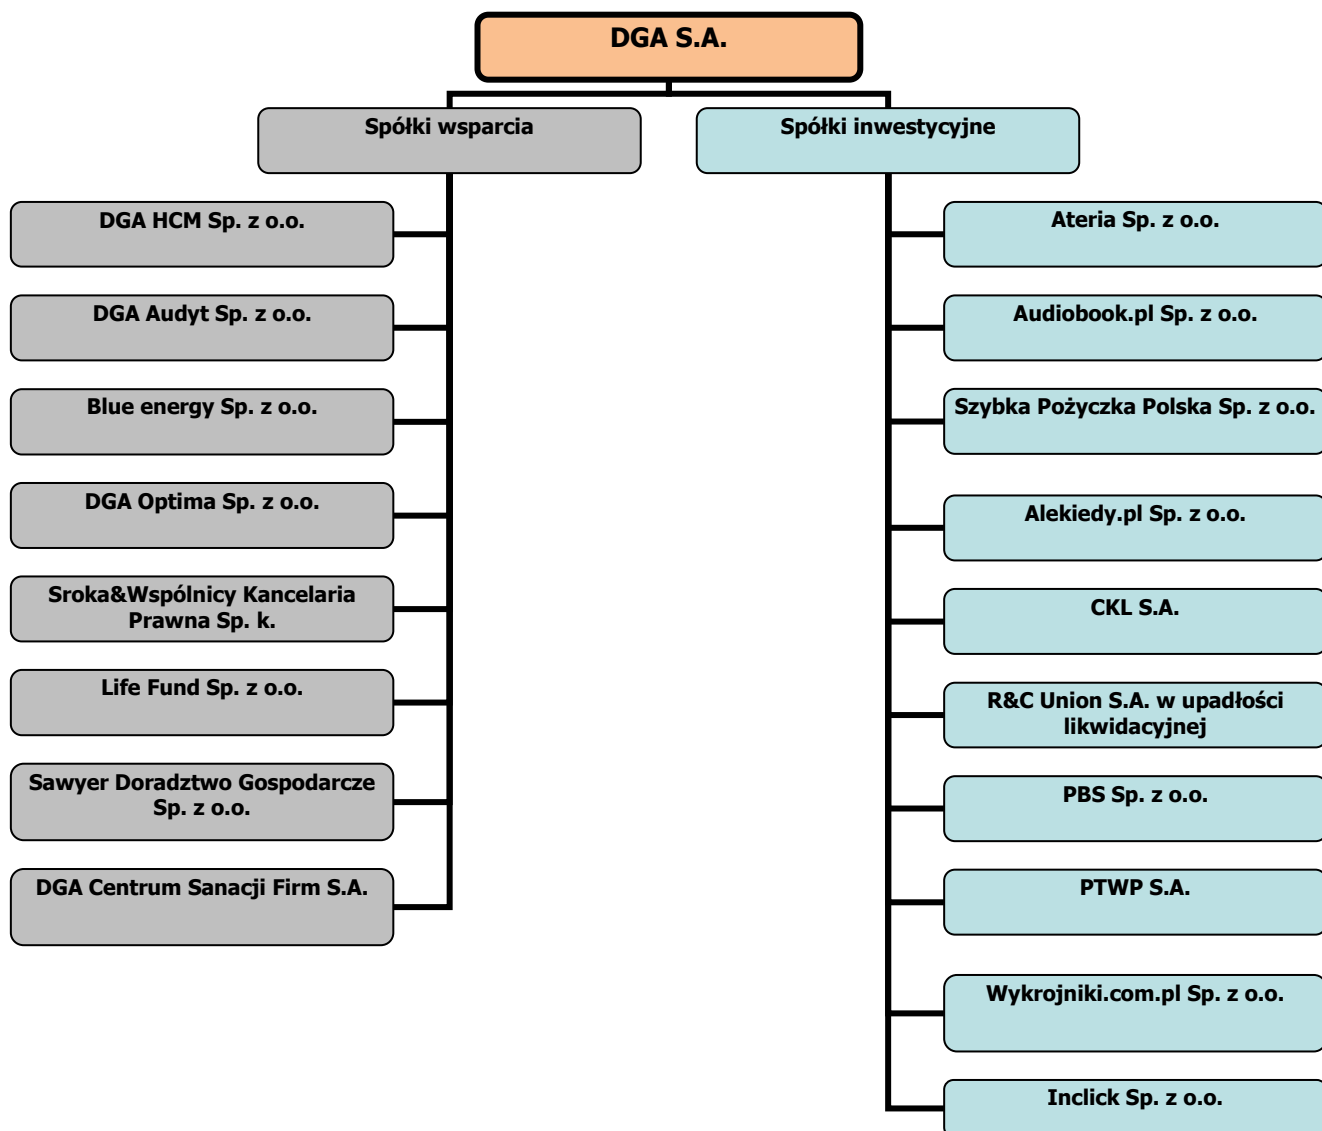 DGA S.A.
Spółki wsparcia
Spółki inwestycyjne
DGA HCM Sp. z o.o.
DGA Audyt Sp. z o.o.
Blue energy Sp. z o.o.
DGA Optima Sp. z o.o.
Sroka&Wspólnicy Kancelaria
Prawna Sp. k.
Life Fund Sp. z o.o.
Sawyer Doradztwo Gospodarcze
Sp. z o.o.
DGA Centrum Sanacji Firm S.A.
Ateria Sp. z o.o.
Audiobook.pl Sp. z o.o.
Szybka Pożyczka Polska Sp. z o.o.
Alekiedy.pl Sp. z o.o.
CKL S.A.
R&C Union S.A. w upadłości
likwidacyjnej
PBS Sp. z o.o.
PTWP S.A.
Wykrojniki.com.pl Sp. z o.o.
Inclick Sp. z o.o.